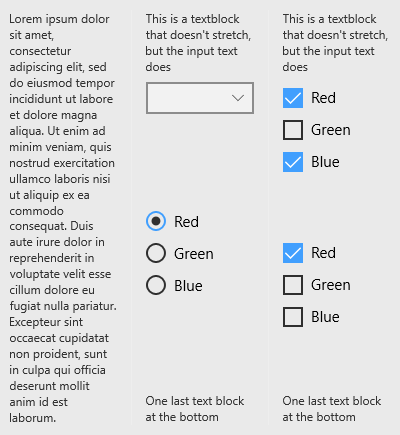 Lorem ipsum dolor
sit amet,
consectetur
adipiscing elit, sed
do eiusmod tempor
incididunt ut labore
et dolore magna
aliqua. Ut enim ad
minim veniam, quis
nostrud exercitation
ullamco laboris nisi
ut aliquip ex ea
commodo
consequat. Duis
aute irure dolor in
reprehenderit in
voluptate velit esse
cillum dolore eu
fugiat nulla pariatur.
Excepteur sint
occaecat cupidatat
non proident, sunt
in culpa qui officia
deserunt mollit
anim id est
laborum.
This is a textblock
that doesn't stretch,
but the input text
does
Red
Green
Blue
One last text block
at the bottom
This is a textblock
that doesn't stretch,
but the input text
does
Red
Green
Blue
Red
Green
Blue
One last text block
at the bottom